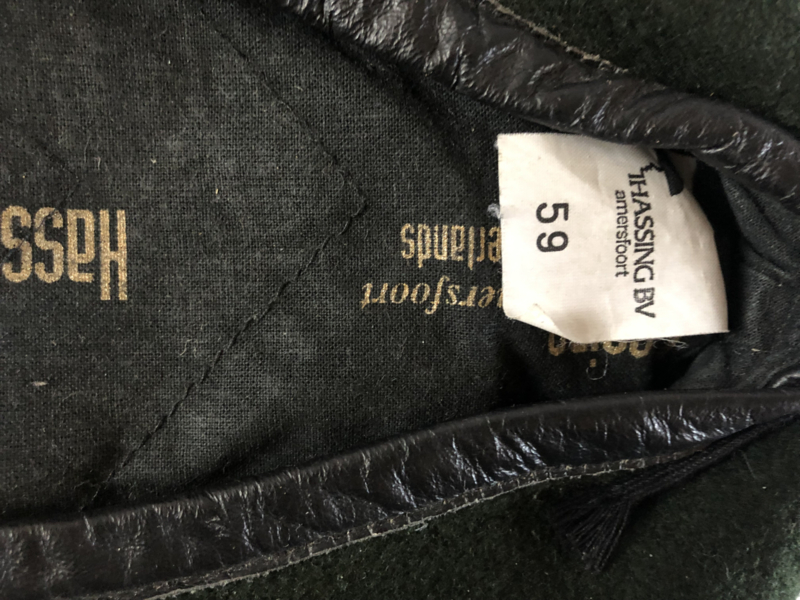 HASSING BV
amersfoort
59
Hass
ersfoort
erlands